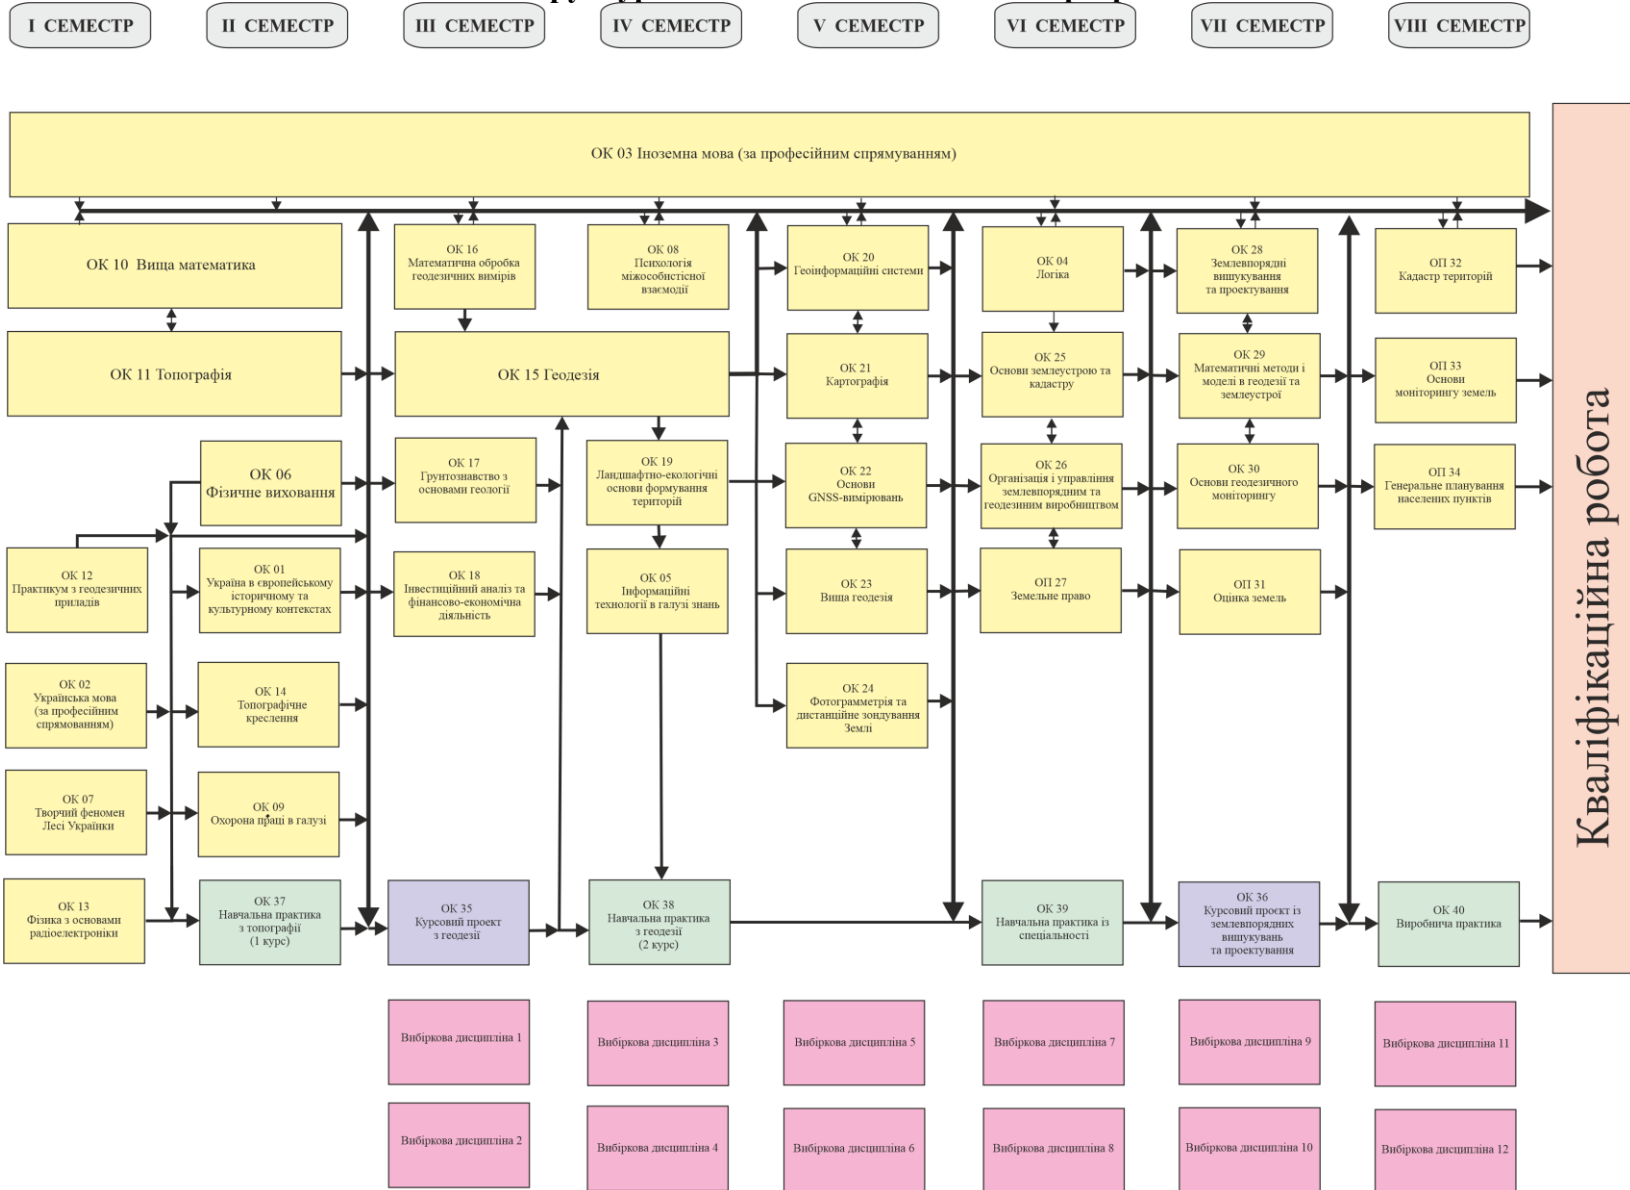 I СЕМЕСТР
II СЕМЕСТР
III СЕМЕСТР
IV СЕМЕСТР
V СЕМЕСТР
VI СЕМЕСТР
VII СЕМЕСТР
VIII СЕМЕСТР
ОК 03 Іноземна мова (за професійним спрямуванням)
ОК 10 Вища математика
ОК 16
Математична обробка
геодезичних вимірів
ОК 08
Психологія
міжособистісної
взаємодії
ОК 20
Геоінформаційні системи
ОК 04
Логіка
ОК 28
Землевпорядні
вишукування
та проектування
ОП 32
Кадастр територій
ОК 11 Топографія
ОК 15 Геодезія
ОК 21
Картографія
ОК 25
Основи землеустрою та
кадастру
ОК 29
Математичні методи і
моделі в геодезії та
землеустрої
ОП 33
Основи
моніторингу земель
ОК 06
Фізичне виховання
ОК 17
Грунтознавство з
основами геології
ОК 19
Ландшафтно-екологічні
основи формування
територій
ОК 22
Основи
GNSS-вимірювань
ОК 26
Організація і управління
землевпорядним та
геодезиним виробництвом
ОК 30
Основи геодезичного
моніторингу
ОП 34
Генеральне планування
населених пунктів
ОК 12
Практикум з геодезичних
приладів
ОК 01
Україна в європейському
історичному та
культурному контекстах
ОК 18
Інвестиційний аналіз та
фінансово-економічна
діяльність
ОК 05
Інформаційні
технології в галузі знань
ОК 23
Вища геодезія
ОП 27
Земельне право
ОП 31
Оцінка земель
ОК 02
Українська мова
(за професійним
спрямованням)
ОК 14
Топографічне
креслення
ОК 24
Фотограмметрія та
дистанційне зондування
Землі
ОК 07
Творчий феномен
Лесі Українки
ОК 09
Охорона праці в галузі
ОК 13
Фізика з основами
радіоелектроніки
ОК 37
Навчальна практика
з топографії
(1 курс)
ОК 35
Курсовий проект
з геодезії
ОК 38
Навчальна практика
з геодезії
(2 курс)
ОК 39
Навчальна практика із
спеціальності
ОК 36
Курсовий проєкт із
землевпорядних
вишукувань
та проектування
ОК 40
Виробнича практика
Кваліфікаційна робота
Вибіркова дисципліна 1
Вибіркова дисципліна 3
Вибіркова дисципліна 5
Вибіркова дисципліна 7
Вибіркова дисципліна 9
Вибіркова дисципліна 11
Вибіркова дисципліна 2
Вибіркова дисципліна 4
Вибіркова дисципліна 6
Вибіркова дисципліна 8
Вибіркова дисципліна 10
Вибіркова дисципліна 12